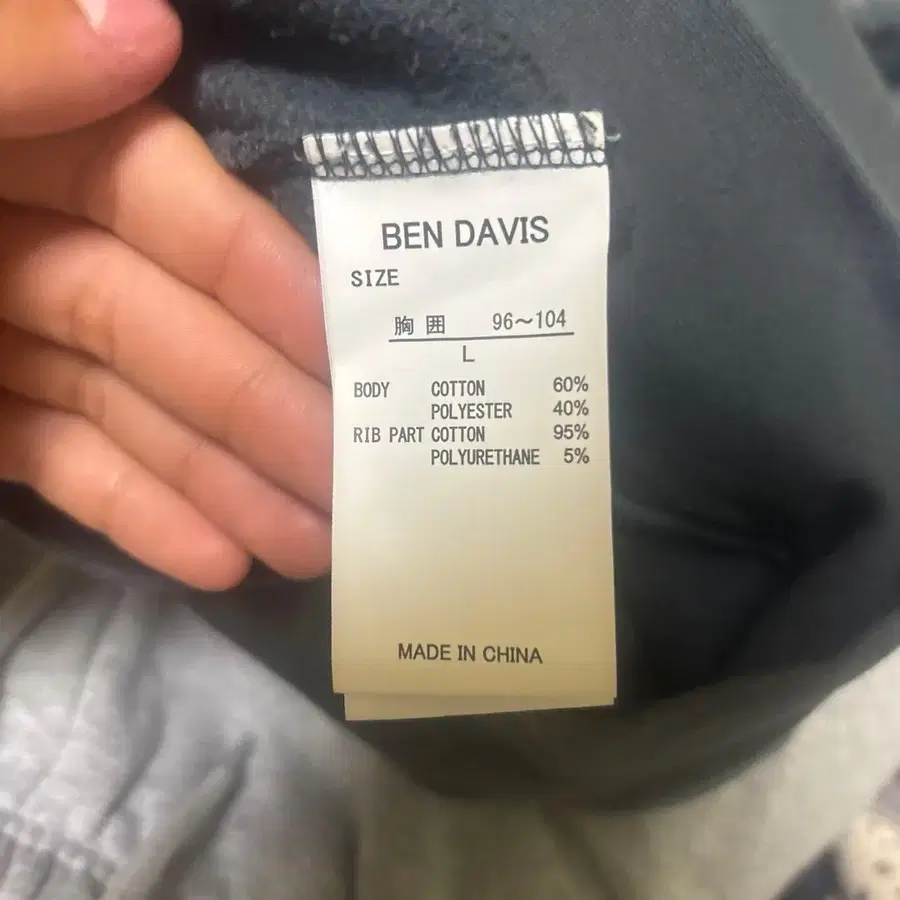 BEN DAVIS
SIZE
胸囲 96～104
L
BODY COTTON 60%
POLYESTER 40%
RIB PART COTTON 95%
POLYURETHANE 5%
MADE IN CHINA